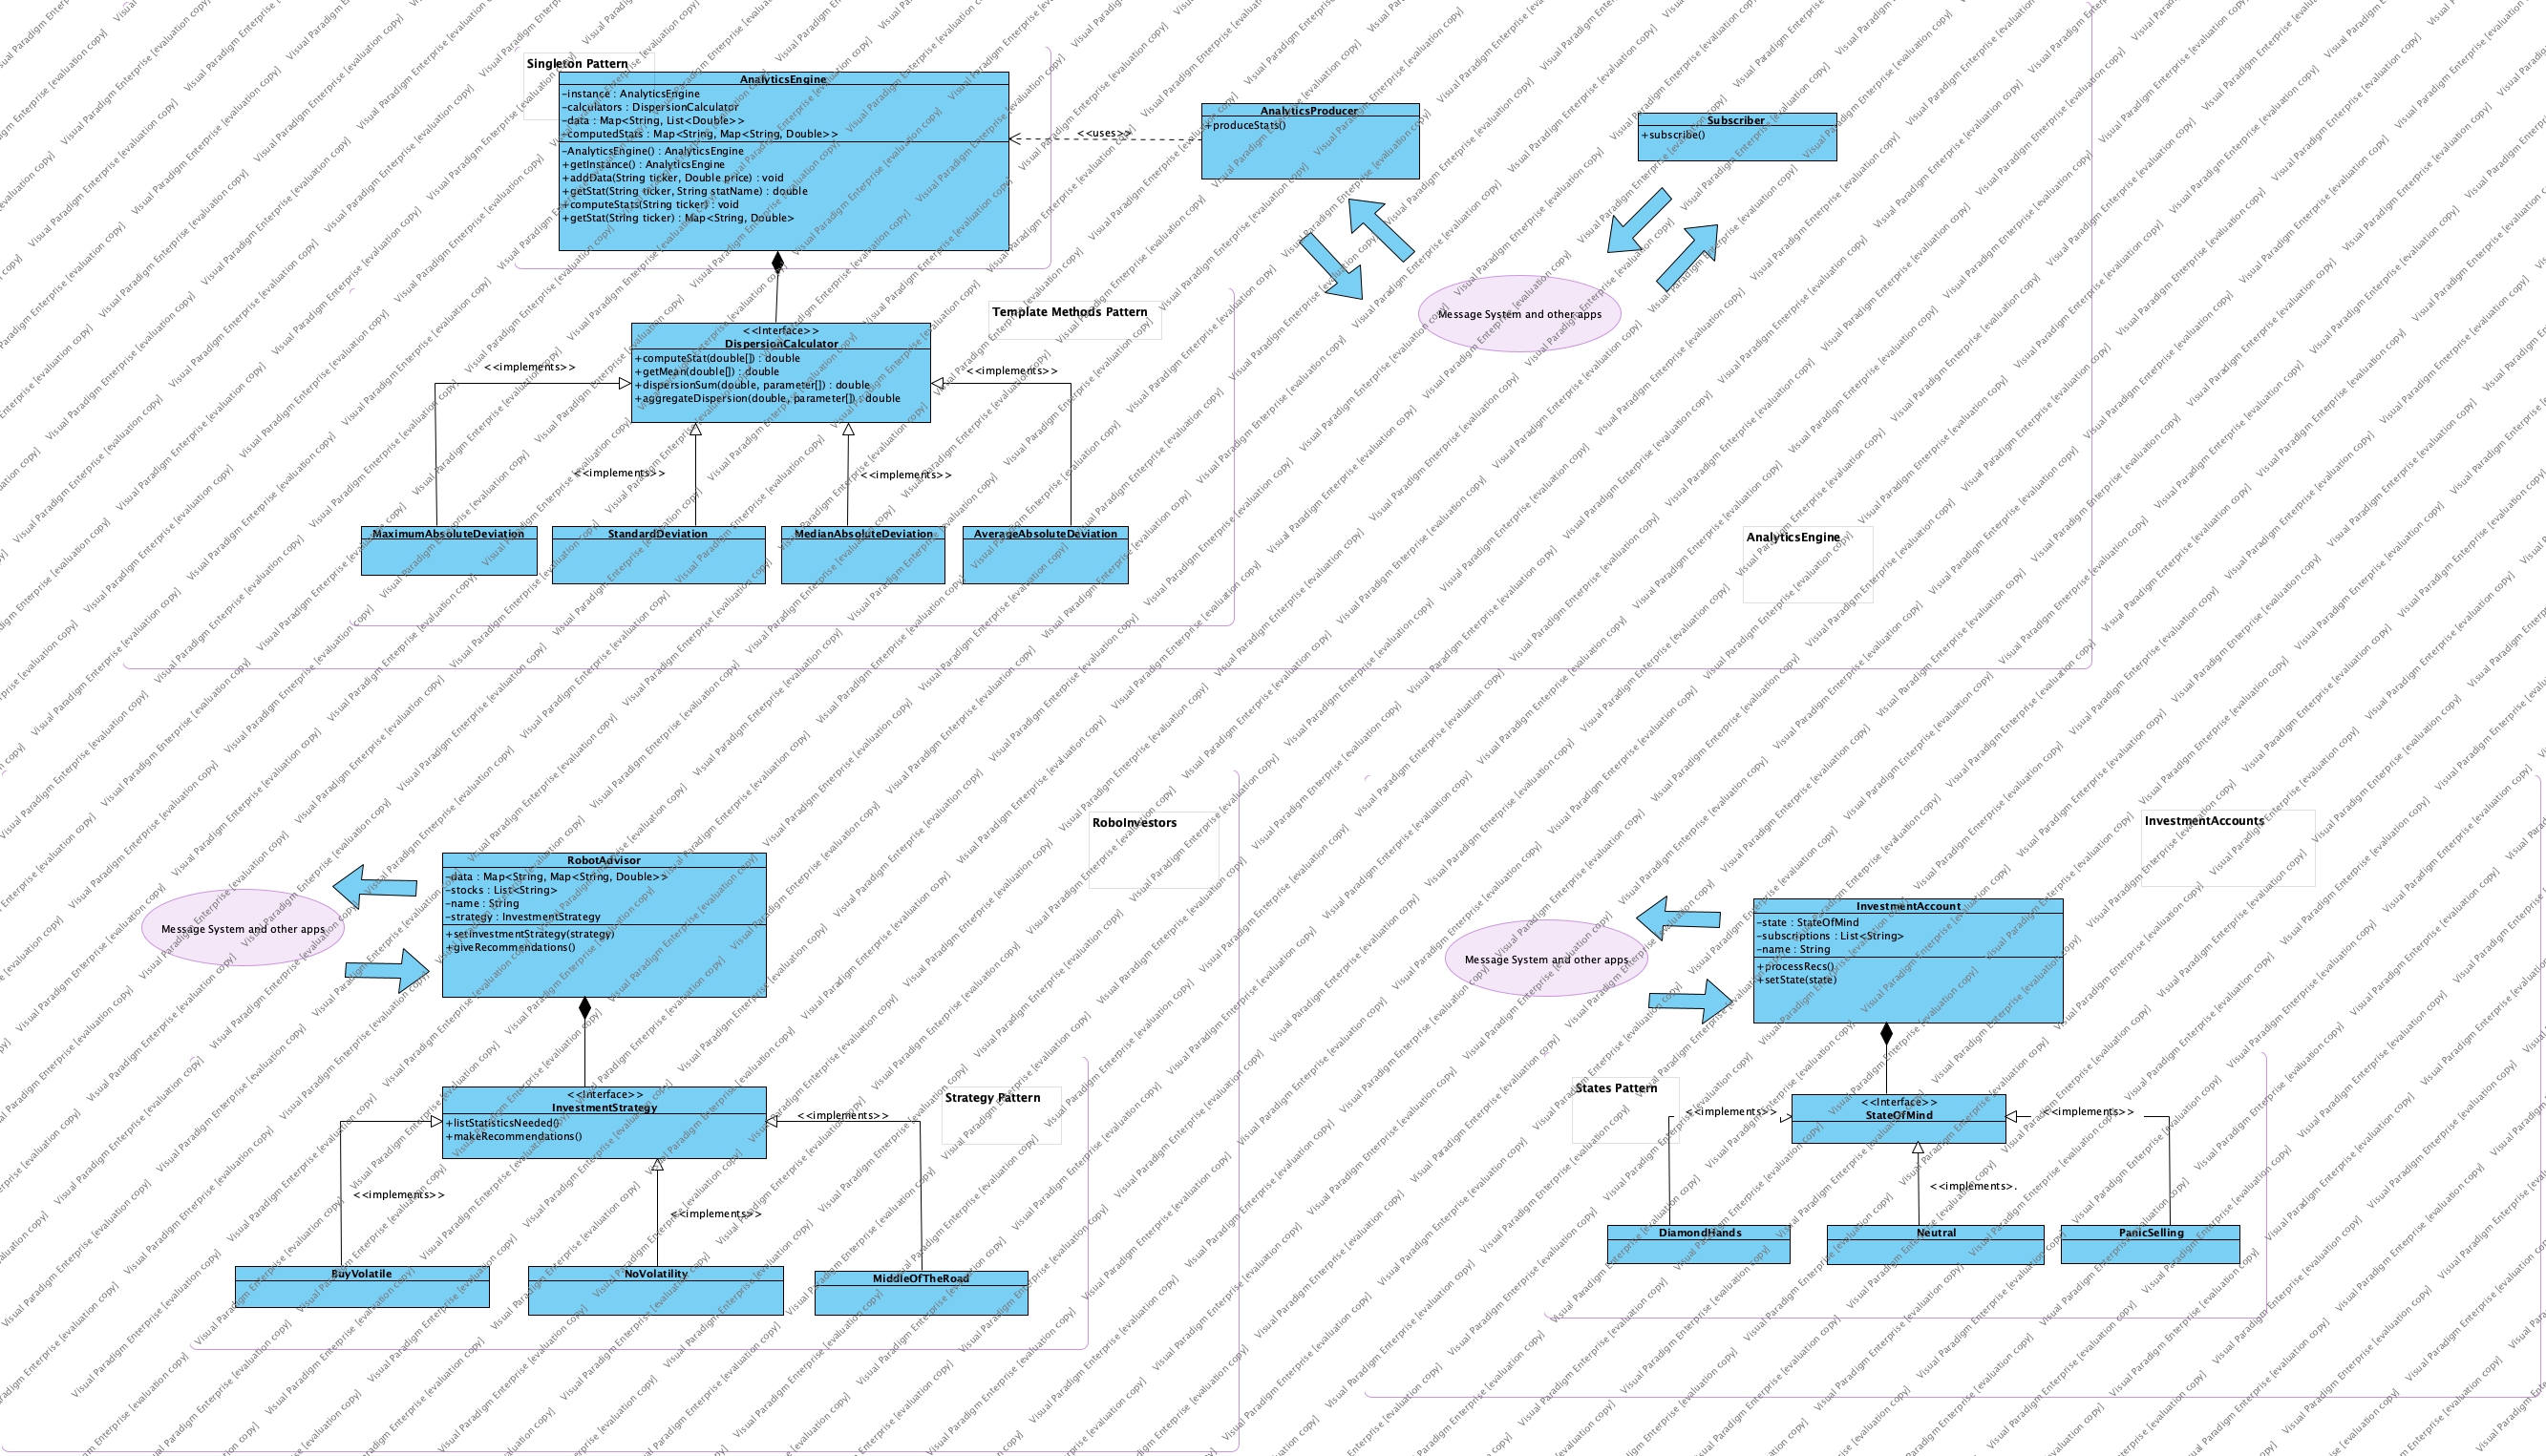 Singleton Pattern
AnalyticsEngine
-instance : AnalyticsEngine
-calculators : DispersionCalculator
-data : Map<String, List<Double>>
-computedStats : Map<String, Map<String, Double>>
-AnalyticsEngine() : AnalyticsEngine
+getInstance() : AnalyticsEngine
+addData(String ticker, Double price) : void
+getStat(String ticker, String statName) : double
+computeStats(String ticker) : void
+getStat(String ticker) : Map<String, Double>
<<uses>>
AnalyticsProducer
+produceStats()
Subscriber
+subscribe()
Message System and other apps
Template Methods Pattern
<<Interface>>
DispersionCalculator
+computeStat(double[]) : double
+getMean(double[]) : double
+dispersionSum(double, parameter[]) : double
+aggregateDispersion(double, parameter[]) : double
<<implements>>
<<implements>>
<<implements>>
<<implements>>
MaximumAbsoluteDeviation
StandardDeviation
MedianAbsoluteDeviation
AverageAbsoluteDeviation
AnalyticsEngine
RoboInvestors
RobotAdvisor
-data : Map<String, Map<String, Double>>
-stocks : List<String>
-name : String
-strategy : InvestmentStrategy
+setInvestmentStrategy(strategy)
+giveRecommendations()
Message System and other apps
Strategy Pattern
<<Interface>>
InvestmentStrategy
+listStatisticsNeeded()
+makeRecommendations()
<<implements>>
<<implements>>
<<implements>>
BuyVolatile
NoVolatility
MiddleOfTheRoad
InvestmentAccounts
InvestmentAccount
-state : StateOfMind
-subscriptions : List<String>
-name : String
+processRecs()
+setState(state)
Message System and other apps
States Pattern
<<Interface>>
StateOfMind
<<implements>>
<<implements>>
<<implements>.
DiamondHands
Neutral
PanicSelling
Visual Paradigm Enterprise [evaluation copy]